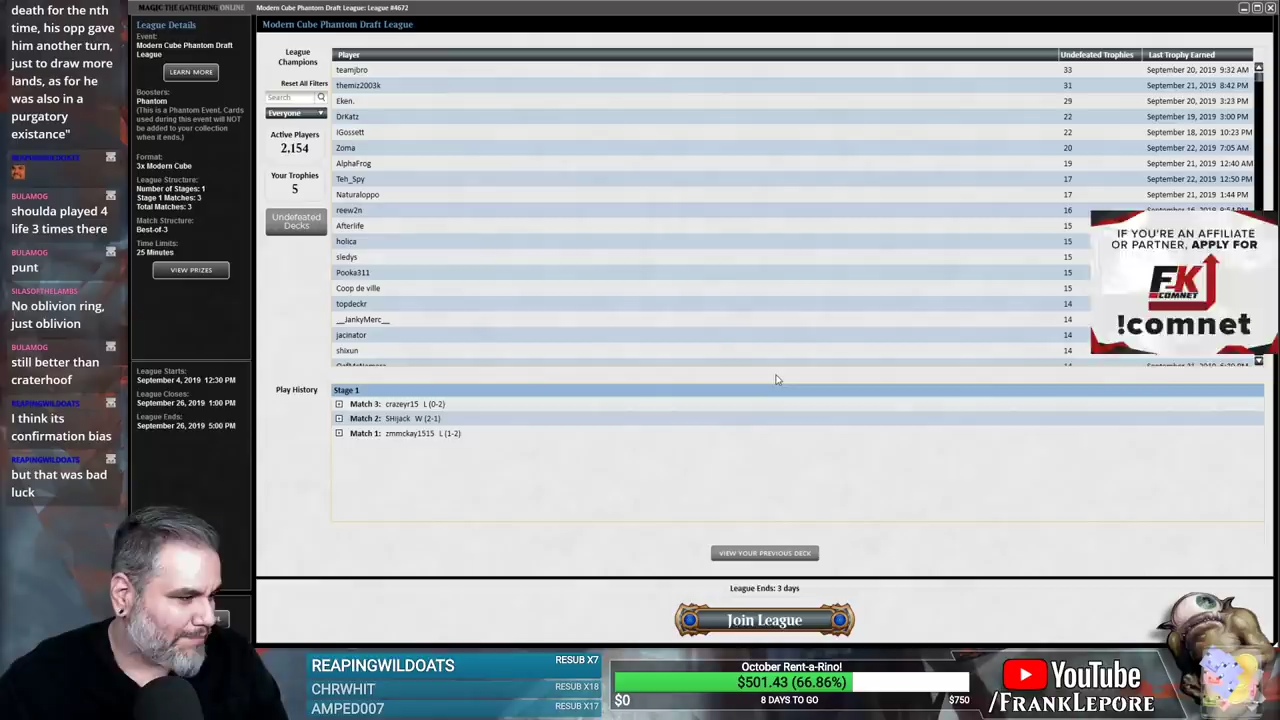 death for the nth
time, his opp gave
him another turn,
just to draw more
lands, as for he
was also in a
purgatory
existance"
REAPINGWILDOATS
BULAMOG
shoulda played 4
life 3 times there
BULAMOG
punt
SILASOFTHELAMBS
No oblivion ring,
just oblivion
BULAMOG
still better than
craterhoof
REAPINGWILDOATS
I think its
confirmation bias
REAPINGWILDOATS
but that was bad
luck
MAGIC THE GATHERING ONLINE
Modern Cube Phantom Draft League: League #4672
League Details
Event:
Modern Cube Phantom Draft
League
LEARN MORE
Boosters:
Phantom
(This is a Phantom Event. Cards
used during this event will NOT
be added to your collection
when it ends.)
Format:
3x Modern Cube
League Structure:
Number of Stages: 1
Stage 1 Matches: 3
Total Matches: 3
Match Structure:
Best-of-3
Time Limits:
25 Minutes
VIEW PRIZES
League Starts:
September 4, 2019 12:30 PM
League Closes:
September 26, 2019 1:00 PM
League Ends:
September 26, 2019 5:00 PM
Modern Cube Phantom Draft League
League
Champions
Reset All Filters
Search
Everyone
Active Players
2,154
Your Trophies
5
Undefeated
Decks
Player Undefeated Trophies Last Trophy Earned
teamjbro 33 September 20, 2019 9:32 AM
themiz2003k 31 September 21, 2019 8:42 PM
Eken. 29 September 20, 2019 3:23 PM
DrKatz 22 September 19, 2019 3:00 PM
IGossett 22 September 18, 2019 10:23 PM
Zoma 20 September 22, 2019 7:05 AM
AlphaFrog 19 September 21, 2019 12:40 AM
Teh_Spy 17 September 22, 2019 12:50 PM
Naturaloppo 17 September 21, 2019 1:44 PM
reew2n 16 September 16, 2019 9:54 PM
Afterlife 15
holica 15
sledys 15
Pooka311 15
Coop de ville 15
topdeckr 14
__JankyMerc__ 14
jacinator 14
shixun 14
IF YOU'RE AN AFFILIATE
OR PARTNER, APPLY FOR
FK
COMNET
!comnet
Play History
Stage 1
Match 3: crazeyr15 L (0-2)
Match 2: SHijack W (2-1)
Match 1: zmmckay1515 L (1-2)
VIEW YOUR PREVIOUS DECK
League Ends: 3 days
Join League
REAPINGWILDOATS RESUB X7
CHRWHIT RESUB X18
AMPED007 RESUB X17
October Rent-a-Rino!
$501.43 (66.86%)
$0 8 DAYS TO GO $750
YouTube
/FRANKLEPORE